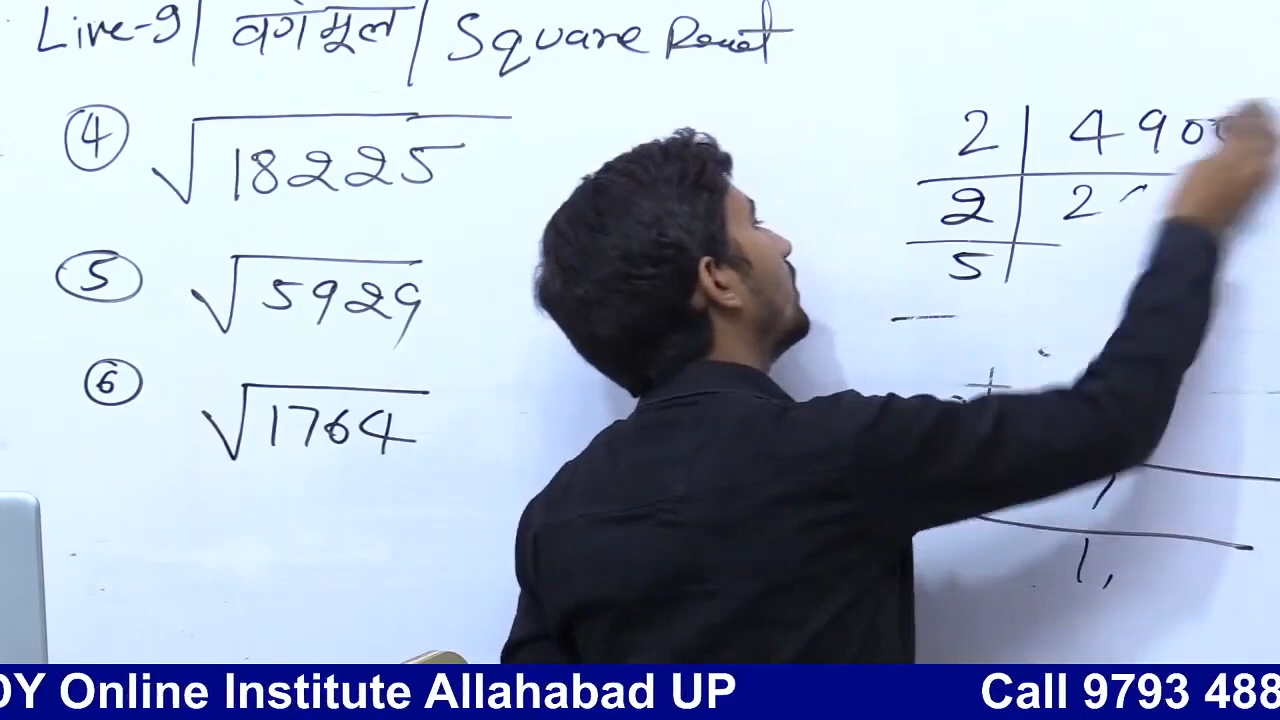 Live-9 | वर्गमूल | Square Root
④ √18225
⑤ √5929
⑥ √1764
2 | 4900
2 | 2
5
DY Online Institute Allahabad UP Call 9793 488